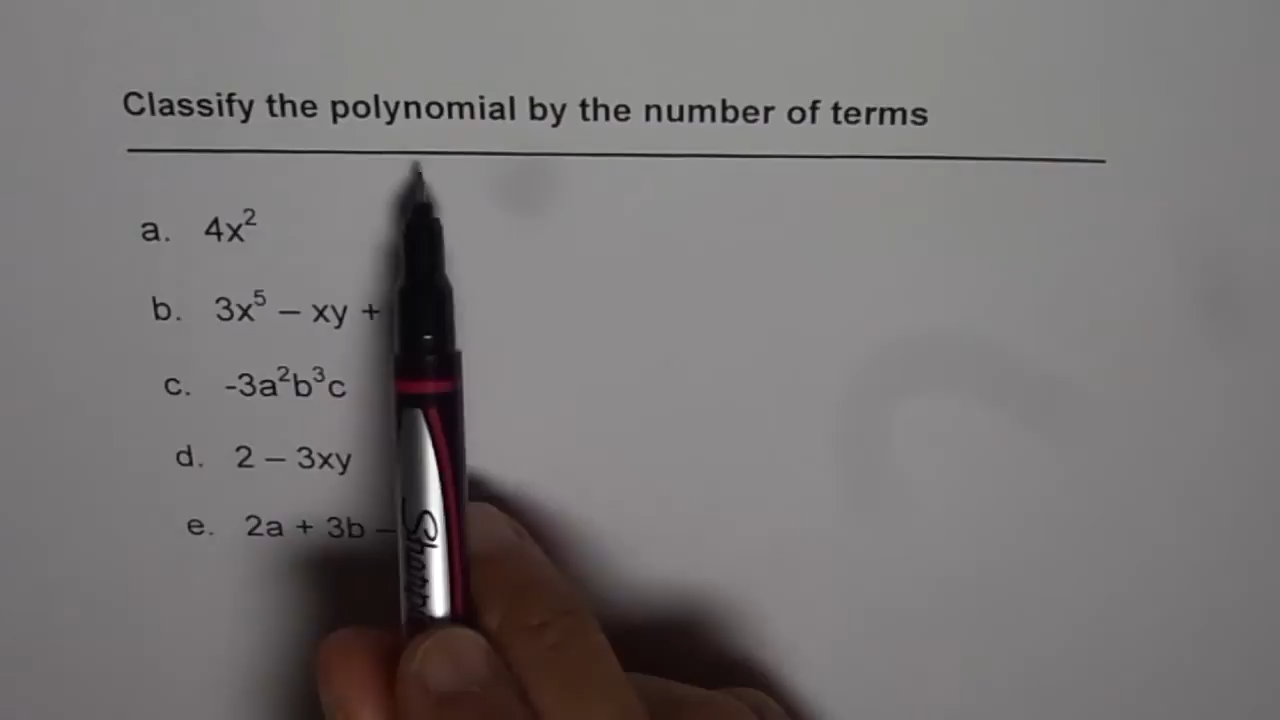 Classify the polynomial by the number of terms
a. 4x²
b. 3x⁵ – xy +
c. -3a²b³c
d. 2 – 3xy
e. 2a + 3b –